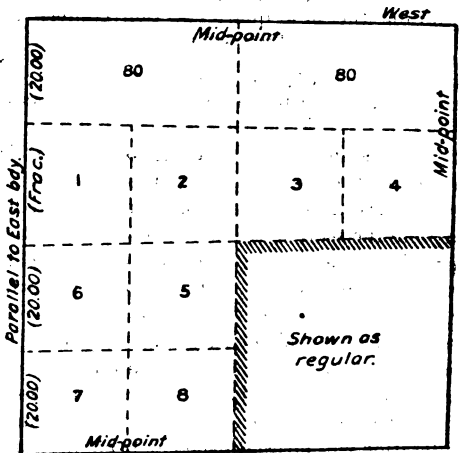 West
Mid-point
80 80
(20.00)
Mid-point
(Frac.)
1 2 3 4
Parallel to East bdy.
(20.00)
6 5
Shown as
regular.
(20.00)
7 8
Mid-point